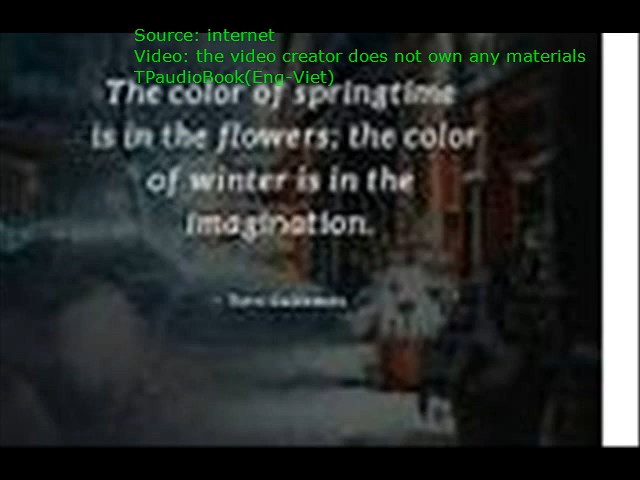 Source: internet
Video: the video creator does not own any materials
TPaudioBook(Eng-Viet)
The color of springtime
is in the flowers; the color
of winter is in the
imagination.